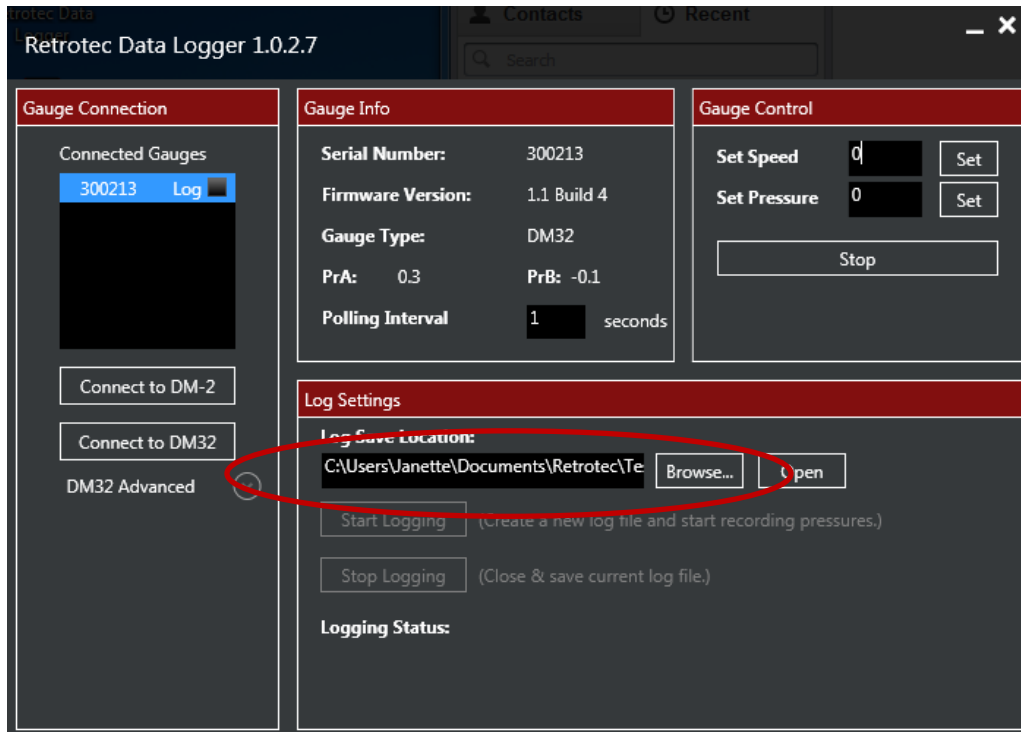 trotec Data
Logger
Contacts
Recent
Search
Retrotec Data Logger 1.0.2.7
Gauge Connection
Connected Gauges
300213 Log
Connect to DM-2
Connect to DM32
DM32 Advanced
Gauge Info
Serial Number: 300213
Firmware Version: 1.1 Build 4
Gauge Type: DM32
PrA: 0.3 PrB: -0.1
Polling Interval 1 seconds
Gauge Control
Set Speed 0 Set
Set Pressure 0 Set
Stop
Log Settings
Log Save Location:
C:\Users\Janette\Documents\Retrotec\Te Browse... Open
Start Logging (Create a new log file and start recording pressures.)
Stop Logging (Close & save current log file.)
Logging Status: